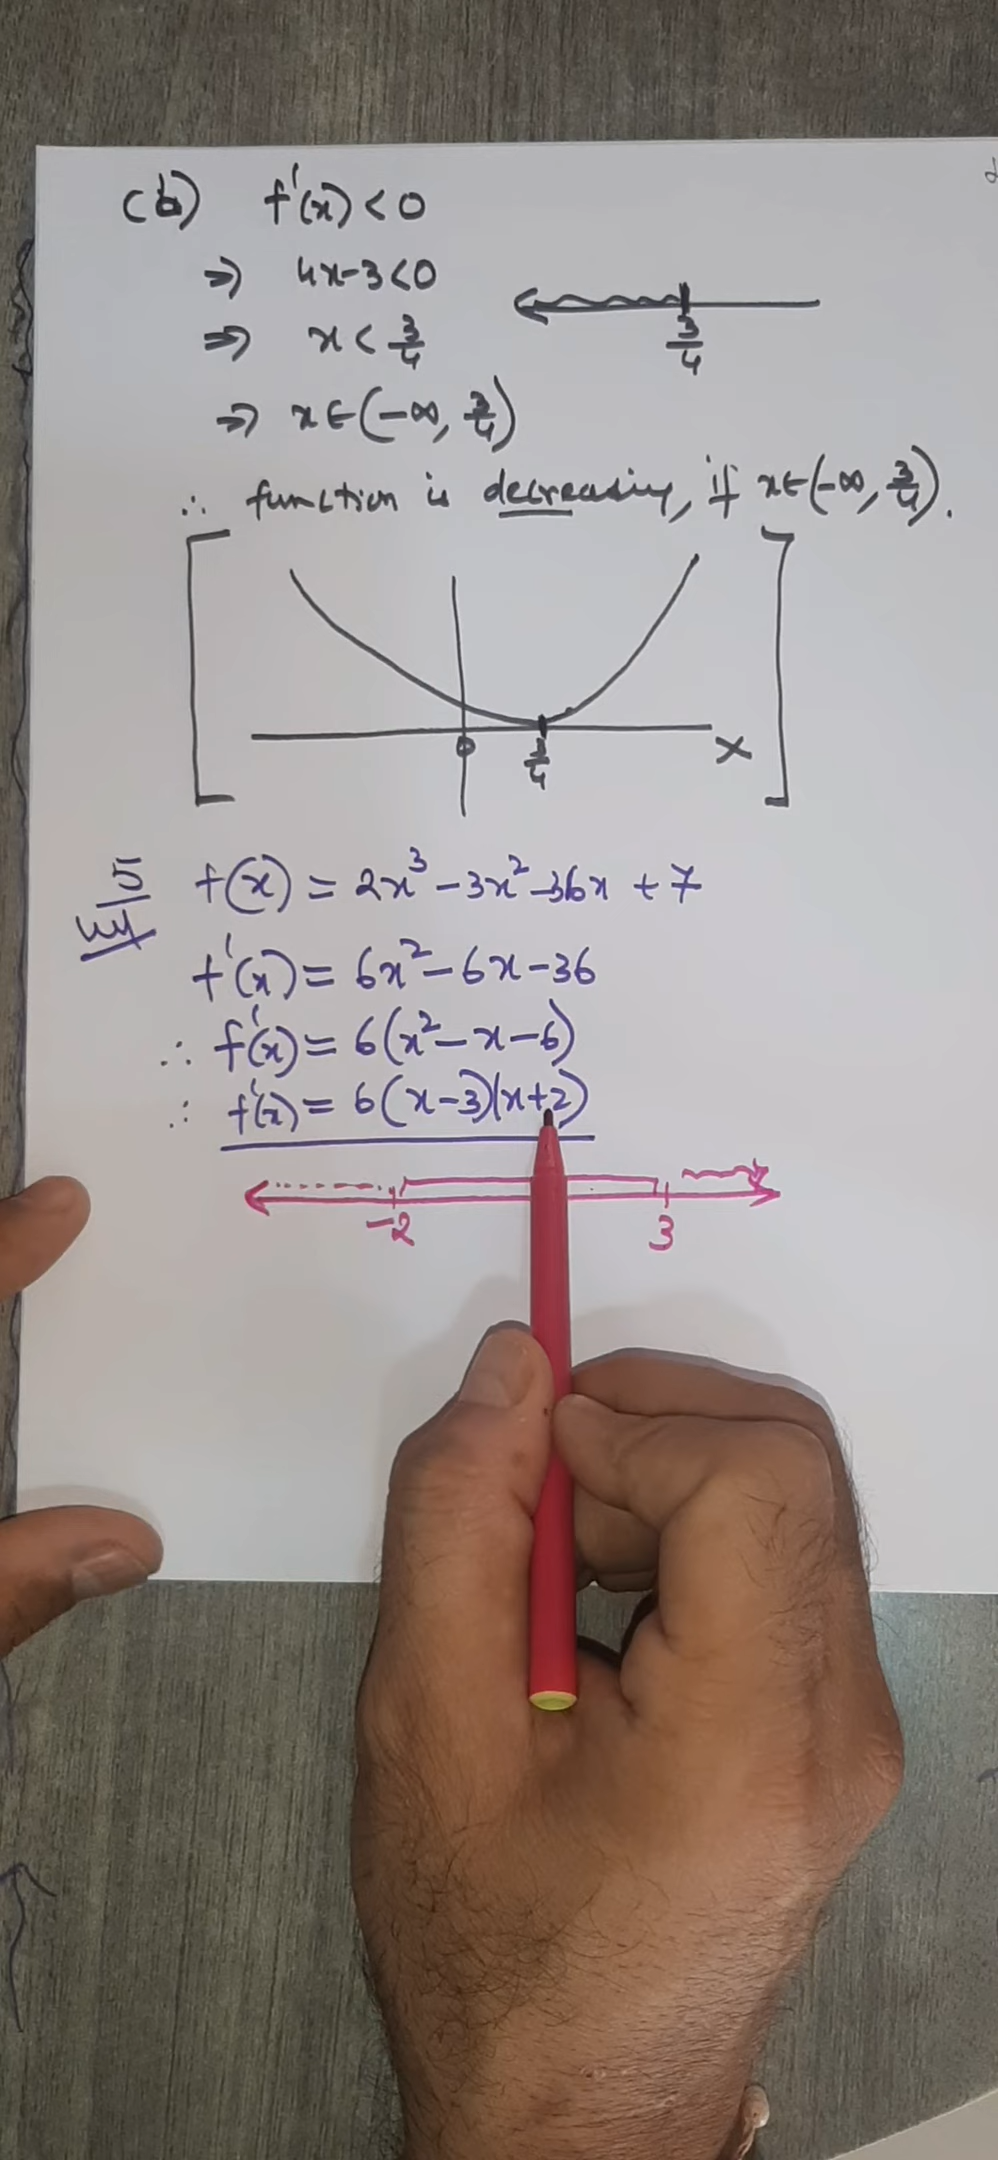 (b) f'(x) < 0
⇒ 4x-3<0
⇒ x < 3/4
3/4
⇒ x∈(-∞, 3/4)
∴ function is decreasing, if x∈(-∞, 3/4).
0 3/4 X
5 f(x) = 2x³ - 3x² - 36x + 7
f'(x) = 6x² - 6x - 36
∴ f'(x) = 6(x² - x - 6)
∴ f'(x) = 6(x-3)(x+2)
-2 3